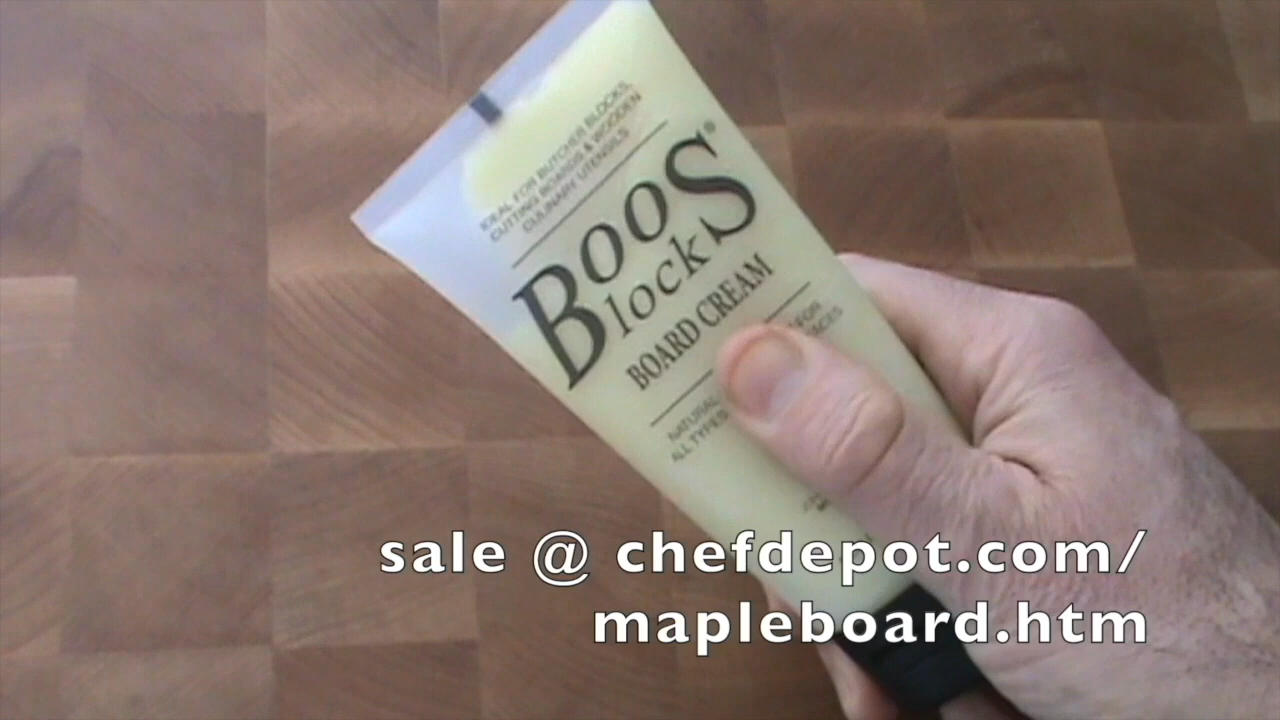 IDEAL FOR BUTCHER BLOCKS,
CUTTING BOARDS & WOODEN
CULINARY UTENSILS
BooS®
Block
BOARD CREAM
NATURAL
FOR
ALL TYPES
sale @ chefdepot.com/
mapleboard.htm